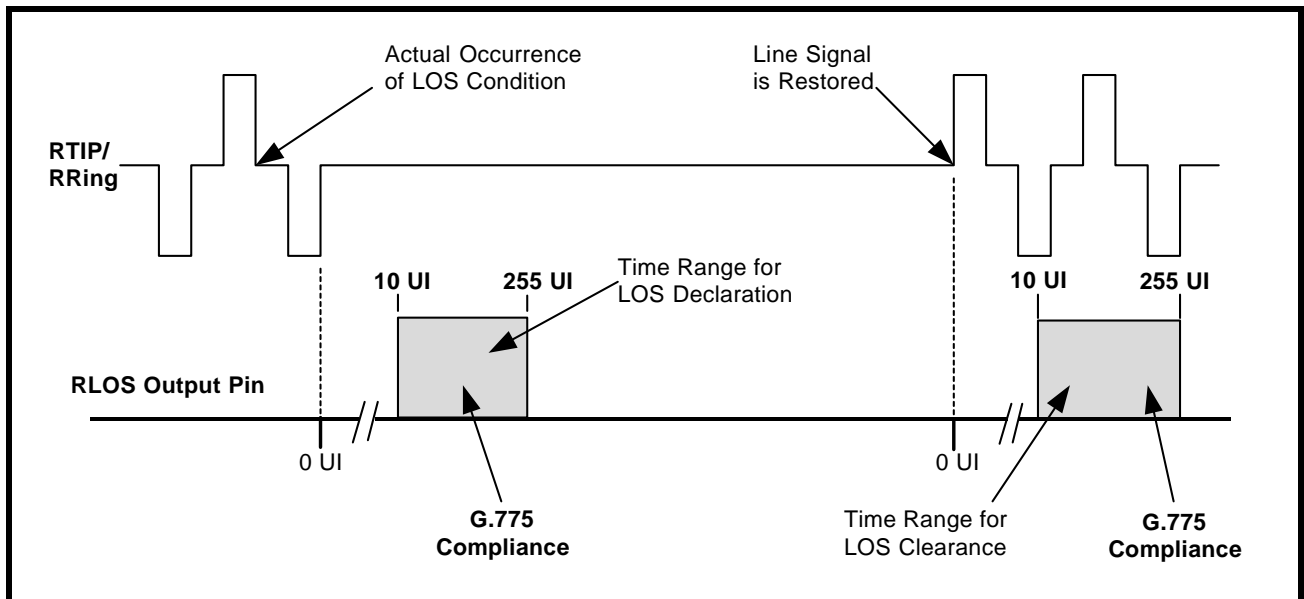 Actual Occurrence
of LOS Condition
Line Signal
is Restored
RTIP/
RRing
Time Range for
LOS Declaration
10 UI
255 UI
10 UI
255 UI
RLOS Output Pin
0 UI
0 UI
G.775
Compliance
Time Range for
LOS Clearance
G.775
Compliance